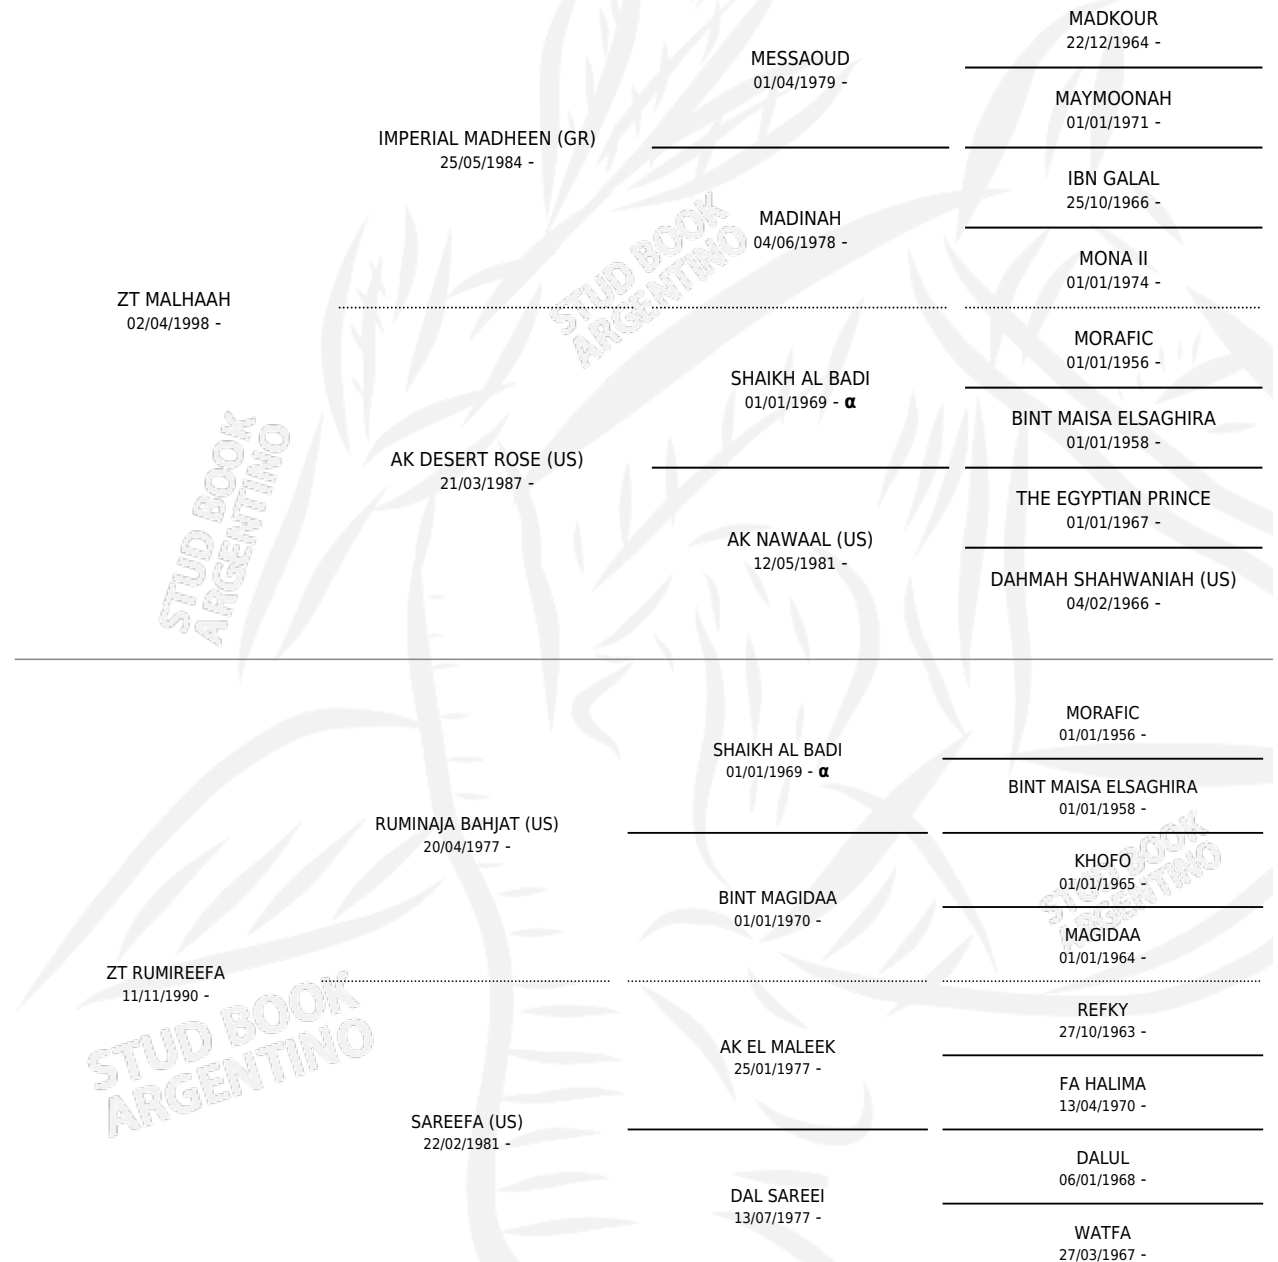 MADKOUR
22/12/1964 -
MESSAOUD
01/04/1979 -
MAYMOONAH
01/01/1971 -
IMPERIAL MADHEEN (GR)
25/05/1984 -
IBN GALAL
25/10/1966 -
MADINAH
04/06/1978 -
MONA II
01/01/1974 -
ZT MALHAAH
02/04/1998 -
MORAFIC
01/01/1956 -
SHAIKH AL BADI
01/01/1969 - α
BINT MAISA ELSAGHIRA
01/01/1958 -
AK DESERT ROSE (US)
21/03/1987 -
THE EGYPTIAN PRINCE
01/01/1967 -
AK NAWAAL (US)
12/05/1981 -
DAHMAH SHAHWANIAH (US)
04/02/1966 -
STUD BOOK
ARGENTINO
STUD BOOK
ARGENTINO
MORAFIC
01/01/1956 -
SHAIKH AL BADI
01/01/1969 - α
BINT MAISA ELSAGHIRA
01/01/1958 -
RUMINAJA BAHJAT (US)
20/04/1977 -
KHOFO
01/01/1965 -
BINT MAGIDAA
01/01/1970 -
MAGIDAA
01/01/1964 -
ZT RUMIREEFA
11/11/1990 -
REFKY
27/10/1963 -
AK EL MALEEK
25/01/1977 -
FA HALIMA
13/04/1970 -
SAREEFA (US)
22/02/1981 -
DALUL
06/01/1968 -
DAL SAREEI
13/07/1977 -
WATFA
27/03/1967 -
STUD BOOK
ARGENTINO
STUD BOOK
ARGENTINO